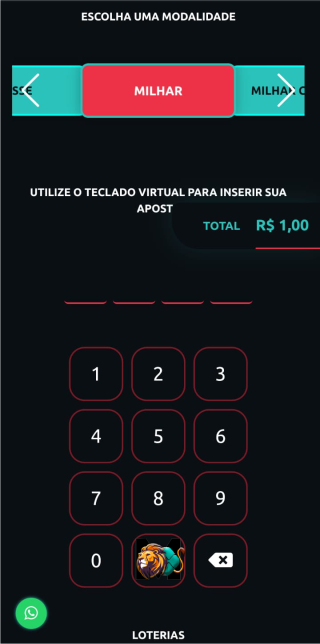 ESCOLHA UMA MODALIDADE
SSE
MILHAR
MILHAR C
UTILIZE O TECLADO VIRTUAL PARA INSERIR SUA
APOST
TOTAL R$ 1,00
1 2 3
4 5 6
7 8 9
0
LOTERIAS